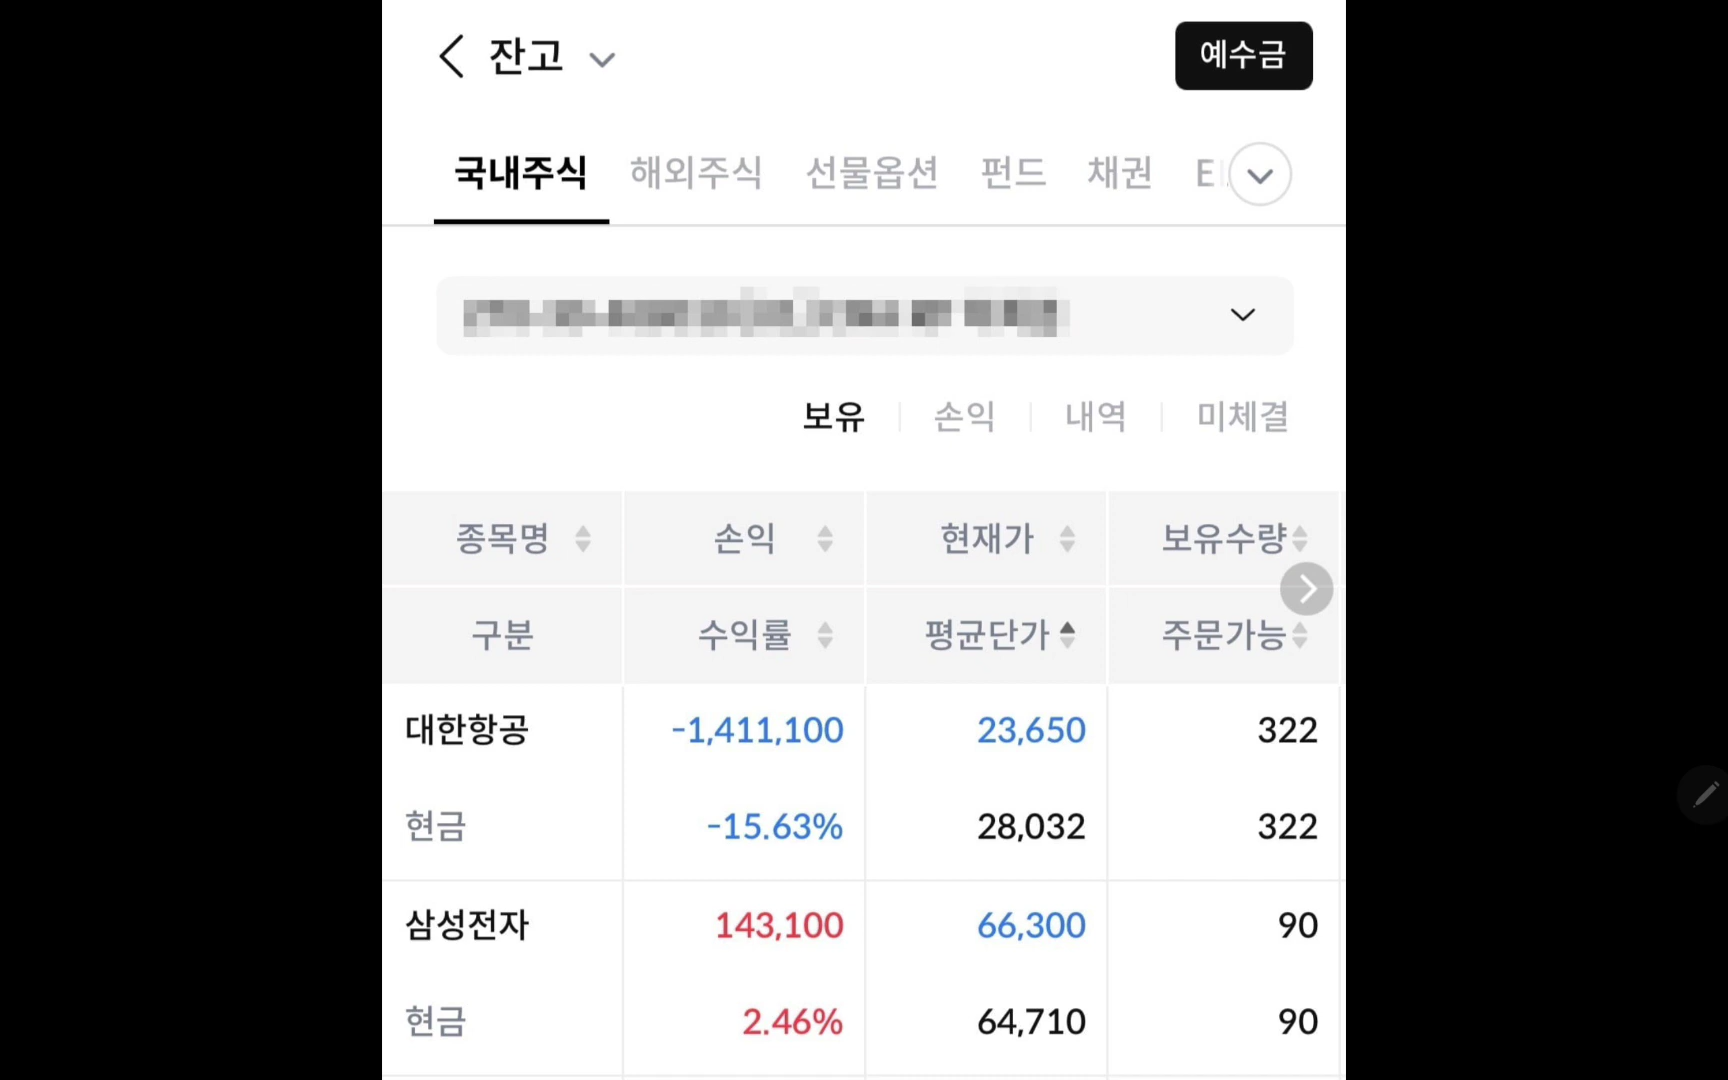 잔고
예수금
국내주식 해외주식 선물옵션 펀드 채권
보유 손익 내역 미체결
종목명 손익 현재가 보유수량
구분 수익률 평균단가 주문가능
대한항공 -1,411,100 23,650 322
현금 -15.63% 28,032 322
삼성전자 143,100 66,300 90
현금 2.46% 64,710 90